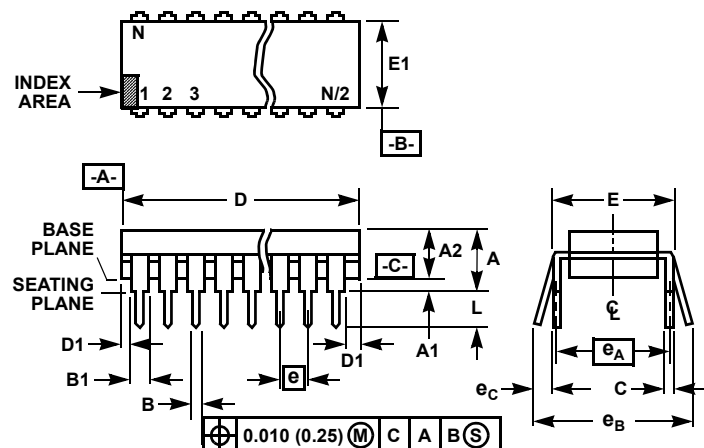 N
E1
INDEX
AREA
1 2 3 N/2
-B-
-A-
D
E
BASE
PLANE
A2
A
-C-
SEATING
PLANE
L
C
L
D1
A1
D1
eA
B1
e
eC
C
B
eB
0.010 (0.25) M C A B S